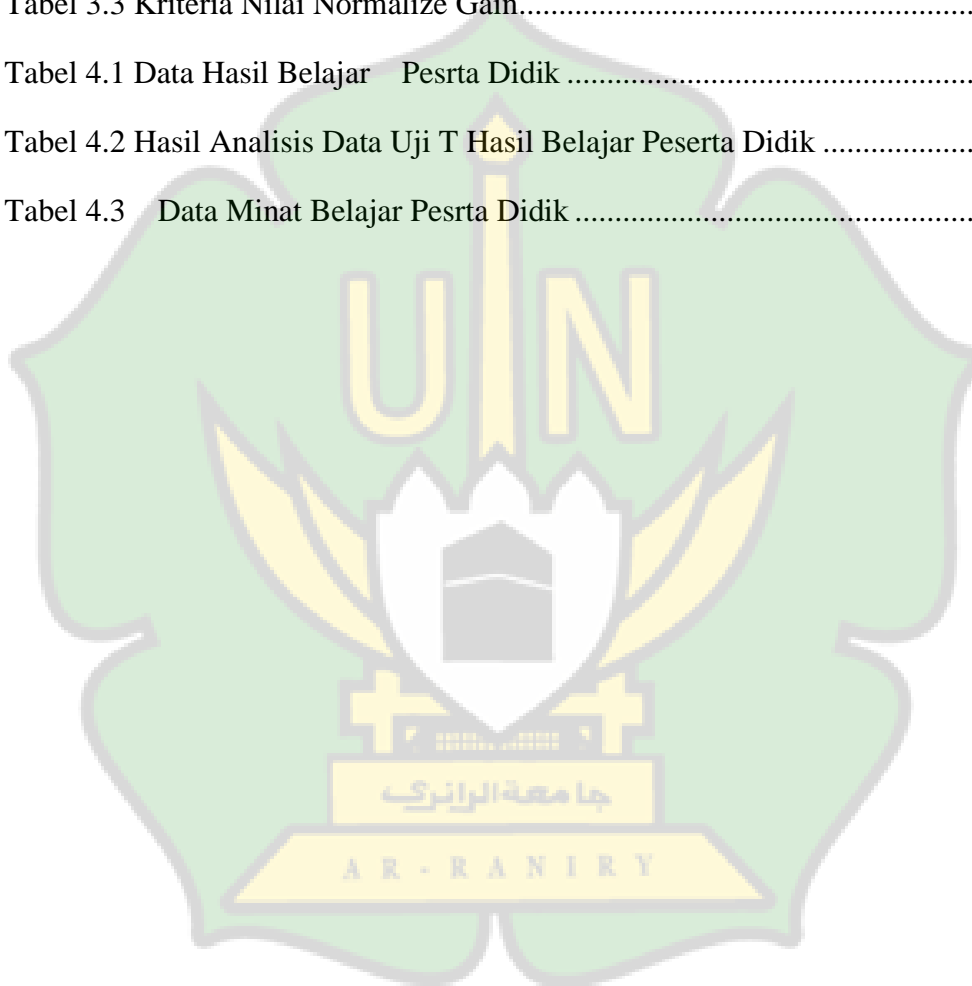 Tabel 3.3 Kriteria Nilai Normalize Gain................................................................
Tabel 4.1 Data Hasil Belajar    Pesrta Didik ......................................................
Tabel 4.2 Hasil Analisis Data Uji T Hasil Belajar Peserta Didik ...................
Tabel 4.3    Data Minat Belajar Pesrta Didik ....................................................
UIN
جامعة الرانري
AR-RANIRY